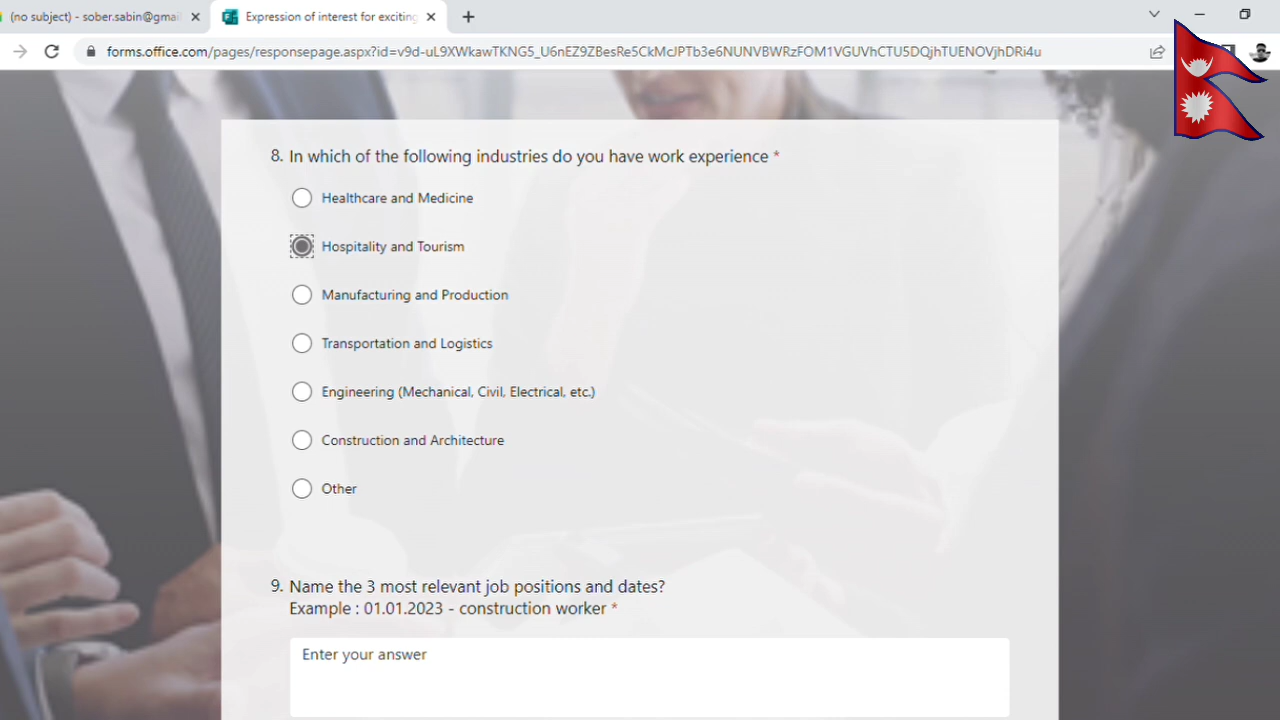 (no subject) - sober.sabin@gmai
Expression of interest for exciting
forms.office.com/pages/responsepage.aspx?id=v9d-uL9XWkawTKNG5_U6nEZ9ZBesRe5CkMcJPTb3e6NUNVBWRzFOM1VGUVhCTU5DQjhTUENOVjhDRi4u
8. In which of the following industries do you have work experience *
Healthcare and Medicine
Hospitality and Tourism
Manufacturing and Production
Transportation and Logistics
Engineering (Mechanical, Civil, Electrical, etc.)
Construction and Architecture
Other
9. Name the 3 most relevant job positions and dates?
Example : 01.01.2023 - construction worker *
Enter your answer